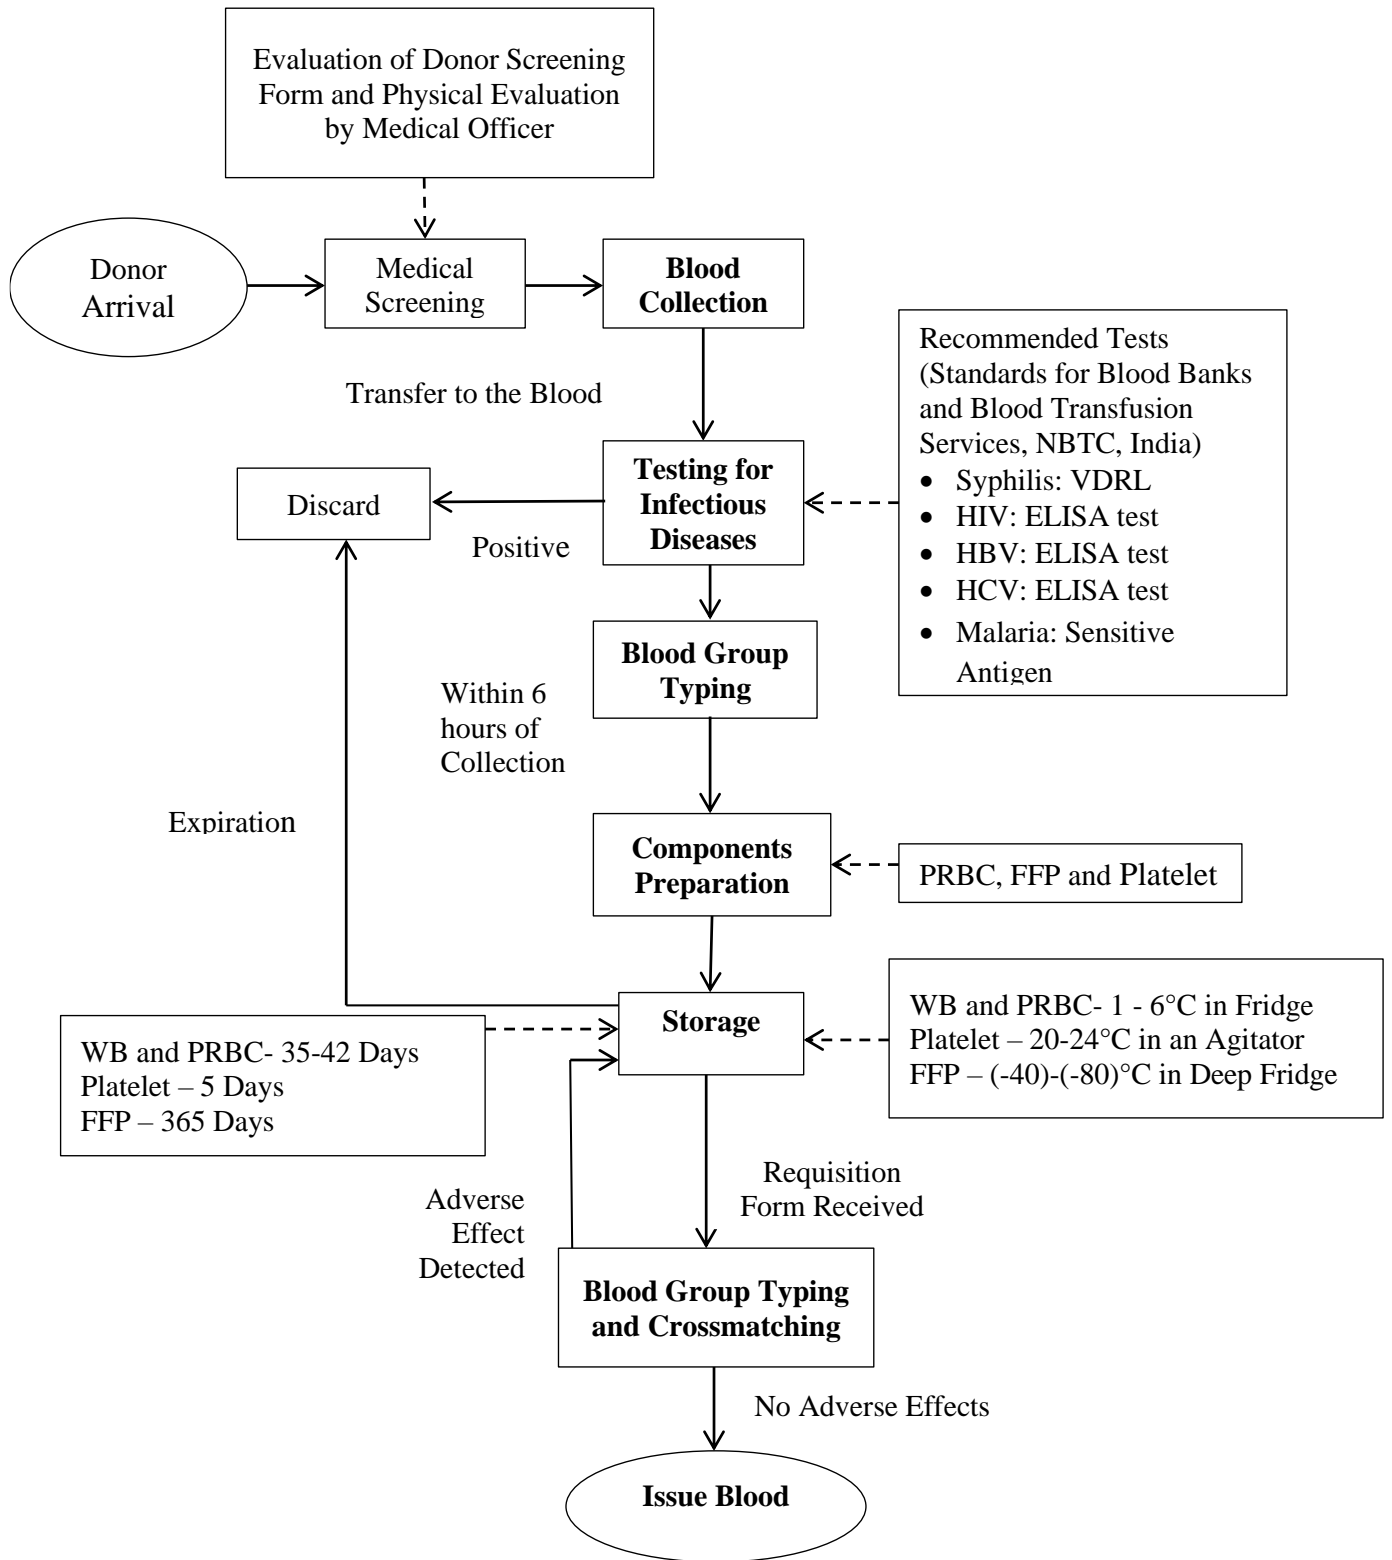 Evaluation of Donor Screening
Form and Physical Evaluation
by Medical Officer
Donor
Arrival
Medical
Screening
Blood
Collection
Transfer to the Blood
Recommended Tests
(Standards for Blood Banks
and Blood Transfusion
Services, NBTC, India)
• Syphilis: VDRL
• HIV: ELISA test
• HBV: ELISA test
• HCV: ELISA test
• Malaria: Sensitive
Antigen
Testing for
Infectious
Diseases
Discard
Positive
Blood Group
Typing
Within 6
hours of
Collection
Expiration
Components
Preparation
PRBC, FFP and Platelet
Storage
WB and PRBC- 1 - 6°C in Fridge
Platelet – 20-24°C in an Agitator
FFP – (-40)-(-80)°C in Deep Fridge
WB and PRBC- 35-42 Days
Platelet – 5 Days
FFP – 365 Days
Requisition
Form Received
Adverse
Effect
Detected
Blood Group Typing
and Crossmatching
No Adverse Effects
Issue Blood